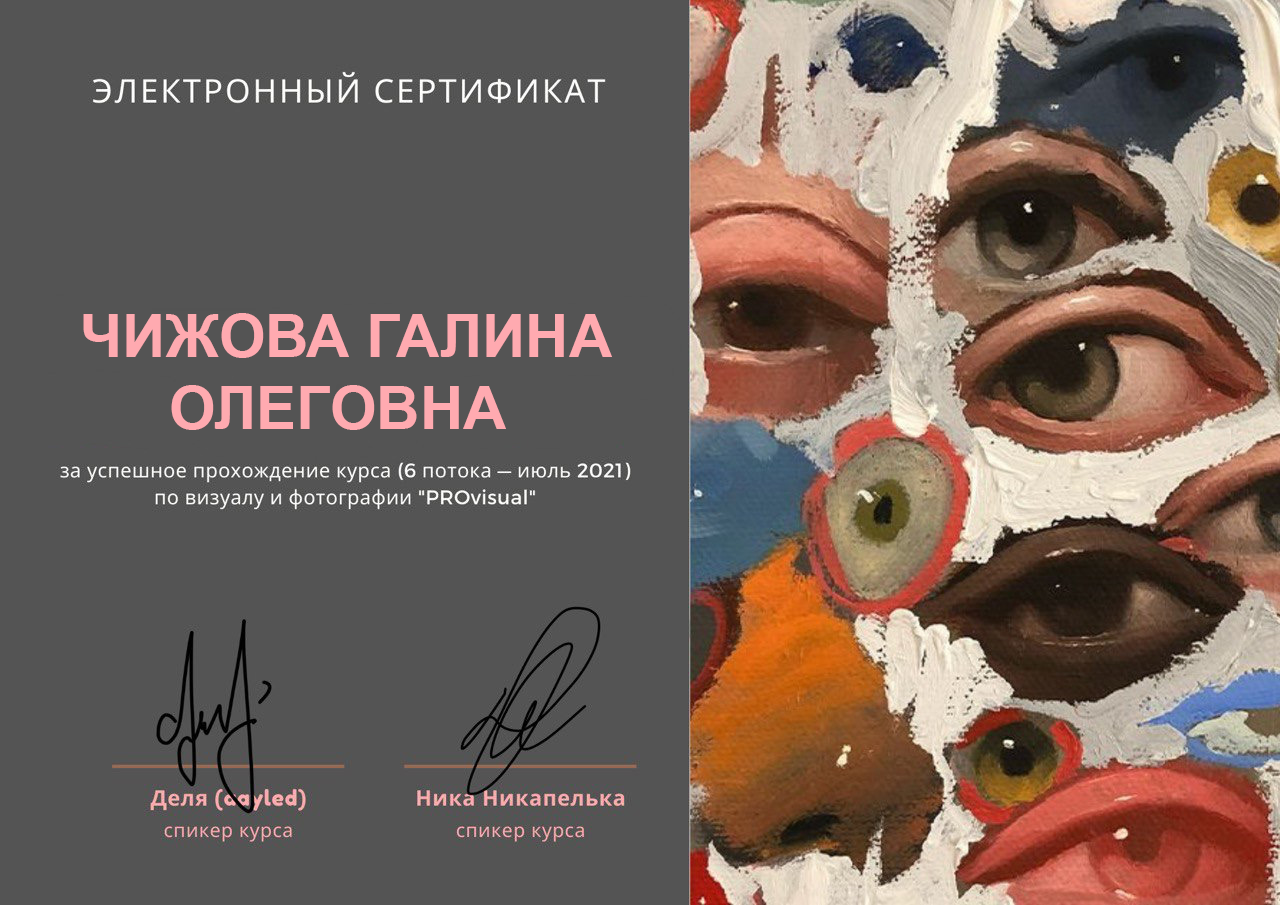 ЭЛЕКТРОННЫЙ СЕРТИФИКАТ
ЧИЖОВА ГАЛИНА
ОЛЕГОВНА
за успешное прохождение курса (6 потока — июль 2021)
по визуалу и фотографии "PROvisual"
Деля (dayled)
Ника Никапелька
спикер курса
спикер курса